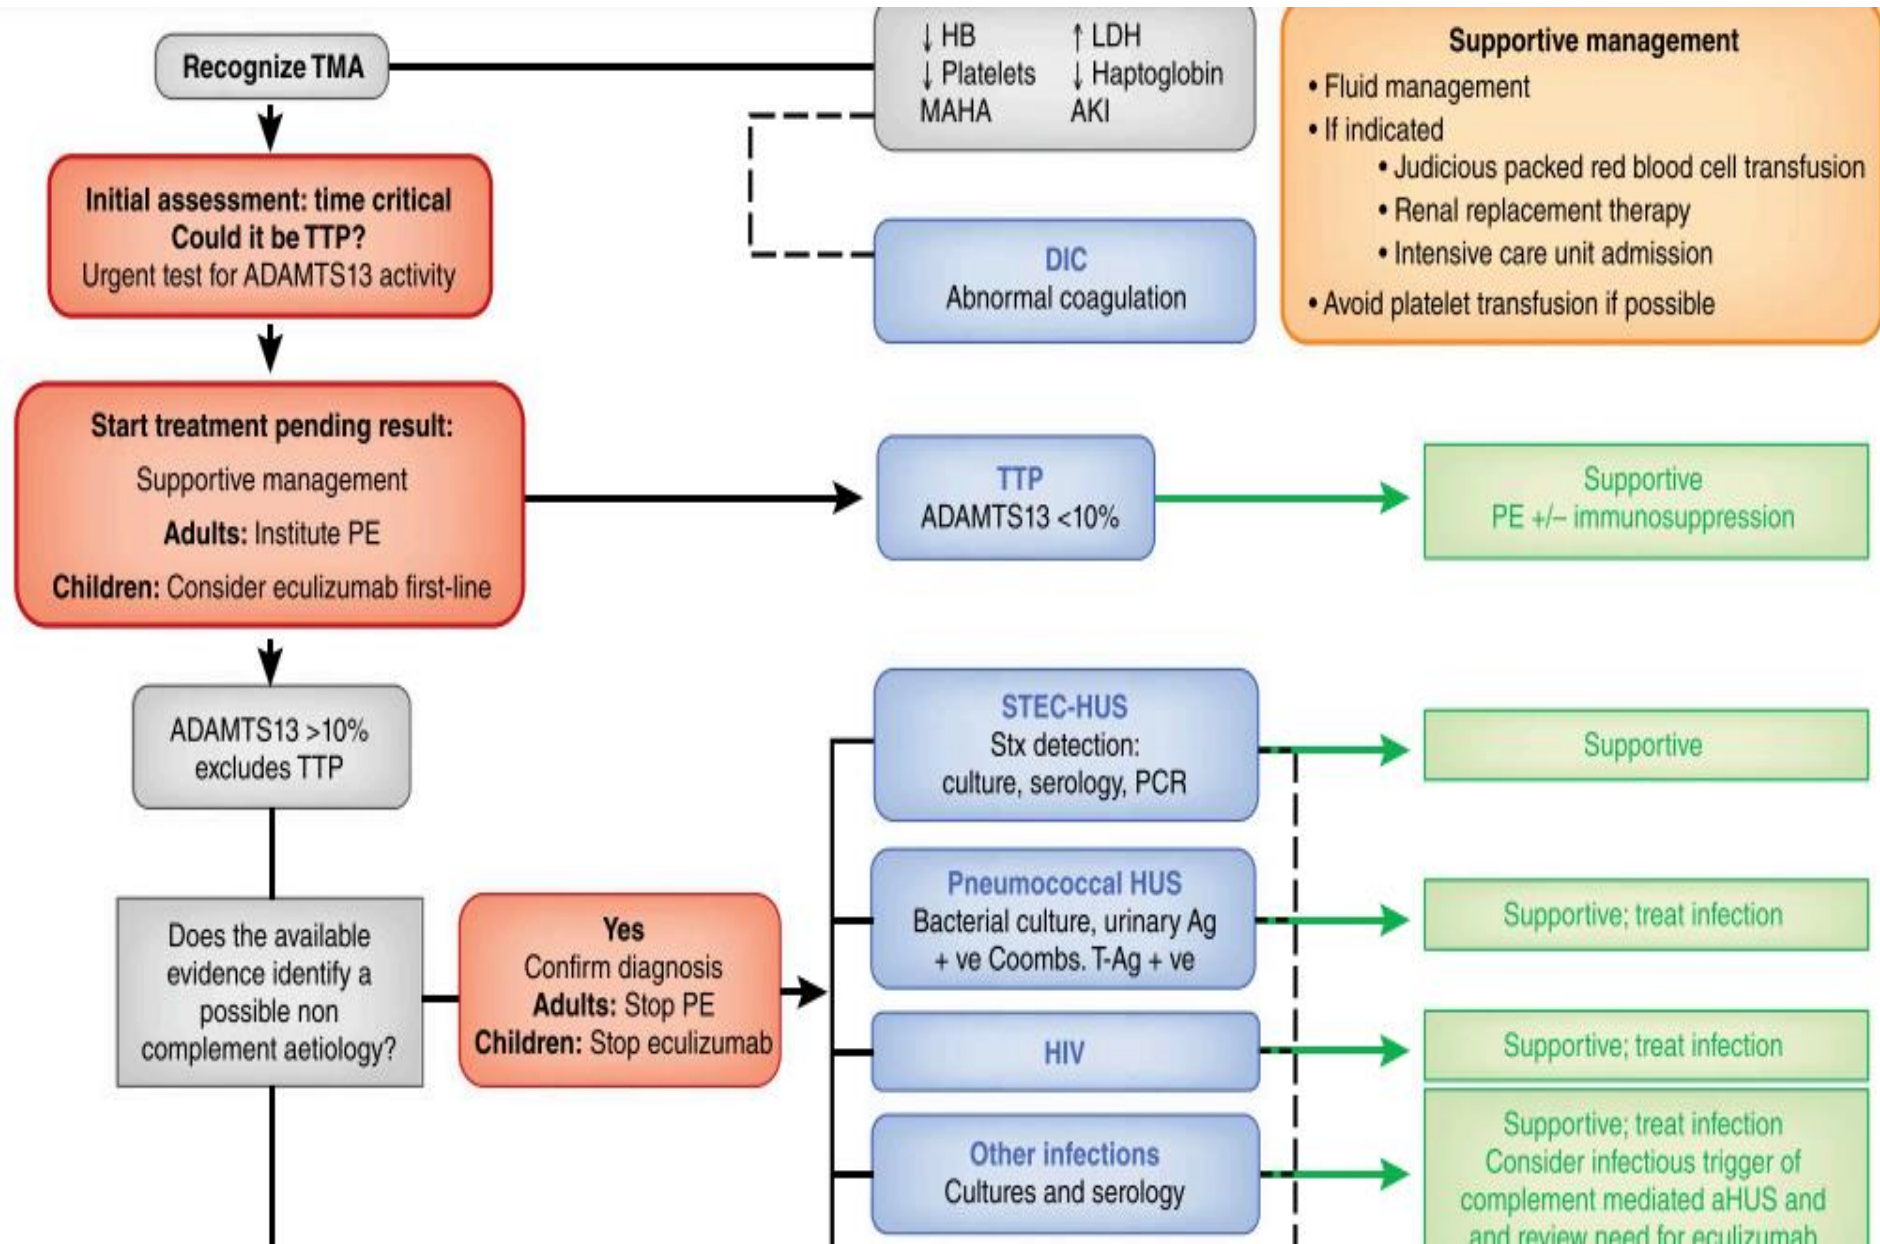 Recognize TMA
↓ HB ↑ LDH
↓ Platelets ↓ Haptoglobin
MAHA AKI
Supportive management
• Fluid management
• If indicated
• Judicious packed red blood cell transfusion
• Renal replacement therapy
• Intensive care unit admission
• Avoid platelet transfusion if possible
Initial assessment: time critical
Could it be TTP?
Urgent test for ADAMTS13 activity
DIC
Abnormal coagulation
Start treatment pending result:
Supportive management
Adults: Institute PE
Children: Consider eculizumab first-line
TTP
ADAMTS13 <10%
Supportive
PE +/– immunosuppression
ADAMTS13 >10%
excludes TTP
Does the available
evidence identify a
possible non
complement aetiology?
Yes
Confirm diagnosis
Adults: Stop PE
Children: Stop eculizumab
STEC-HUS
Stx detection:
culture, serology, PCR
Supportive
Pneumococcal HUS
Bacterial culture, urinary Ag
+ ve Coombs. T-Ag + ve
Supportive; treat infection
HIV
Supportive; treat infection
Other infections
Cultures and serology
Supportive; treat infection
Consider infectious trigger of
complement mediated aHUS and
and review need for eculizumab